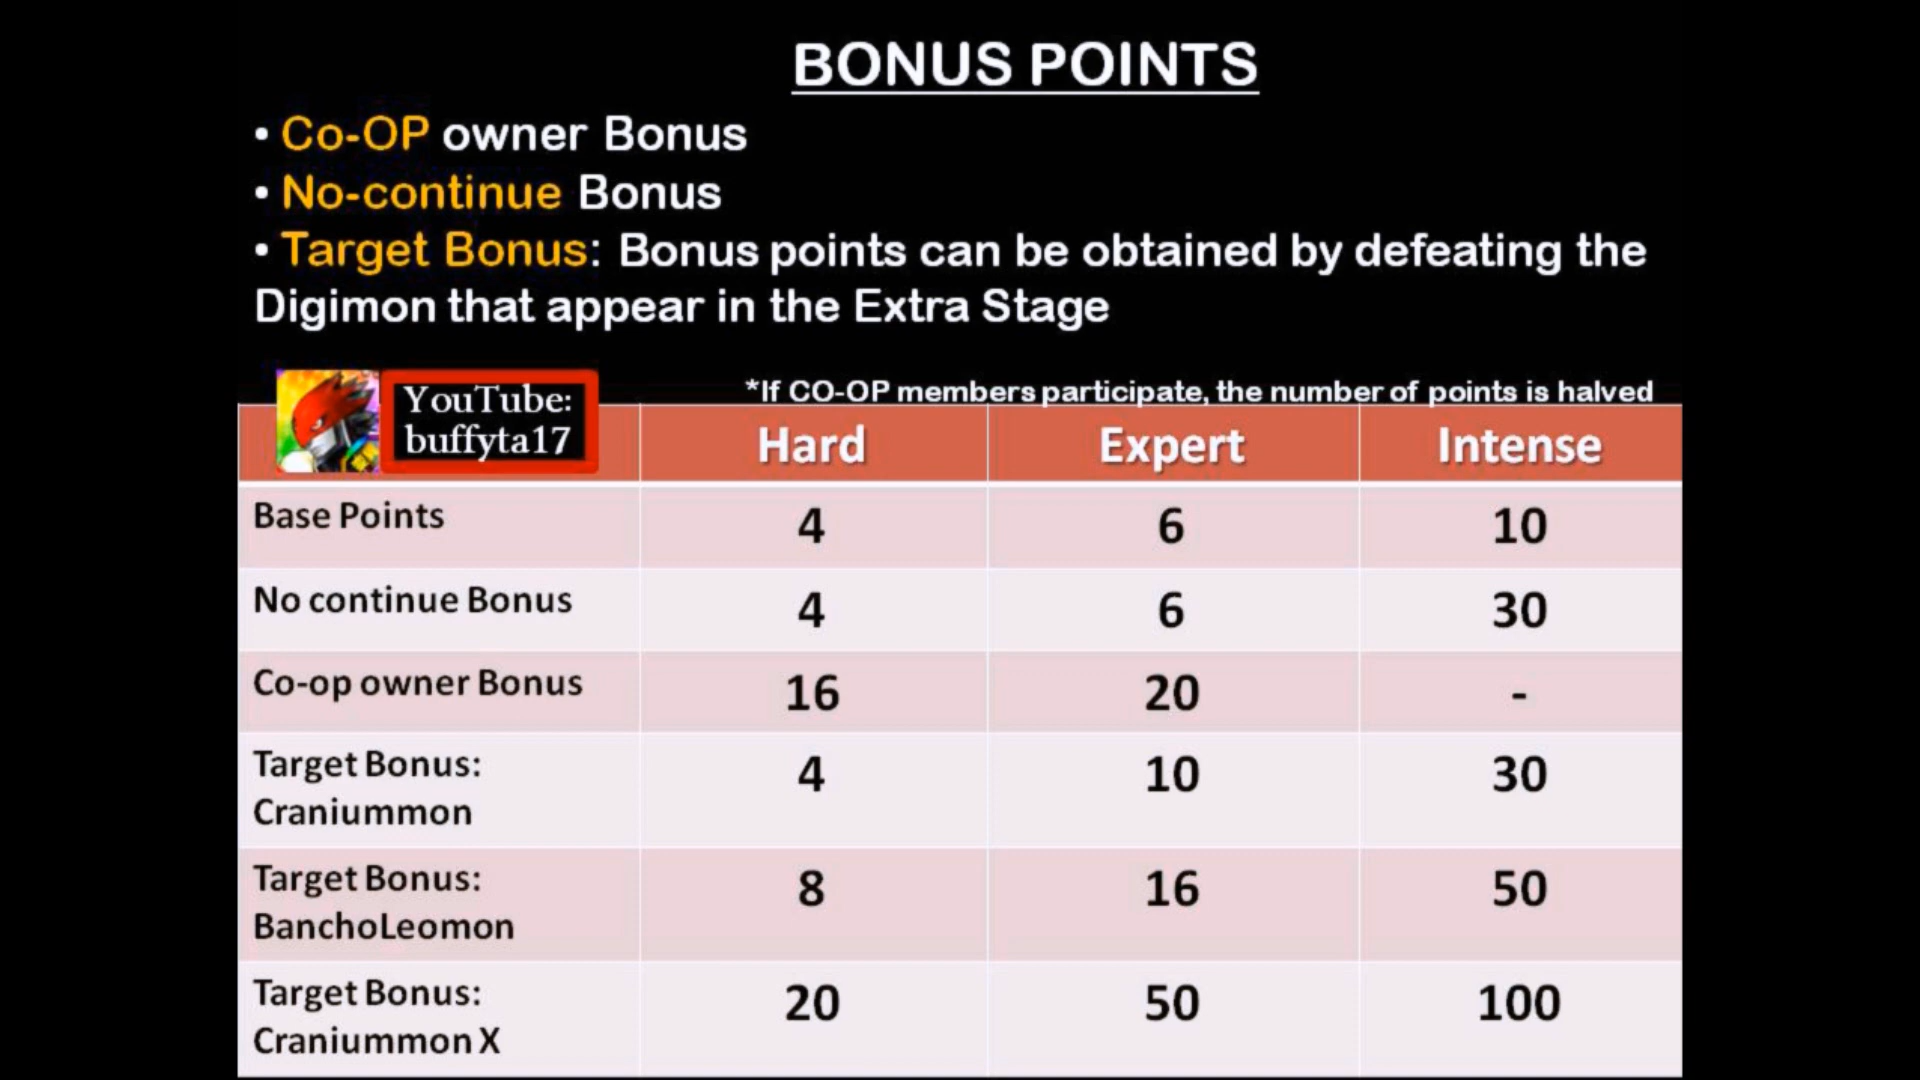 BONUS POINTS
• Co-OP owner Bonus
• No-continue Bonus
• Target Bonus: Bonus points can be obtained by defeating the
Digimon that appear in the Extra Stage
YouTube:
buffyta17
*If CO-OP members participate, the number of points is halved
Hard Expert Intense
Base Points 4 6 10
No continue Bonus 4 6 30
Co-op owner Bonus 16 20 -
Target Bonus:
Craniummon 4 10 30
Target Bonus:
BanchoLeomon 8 16 50
Target Bonus:
Craniummon X 20 50 100